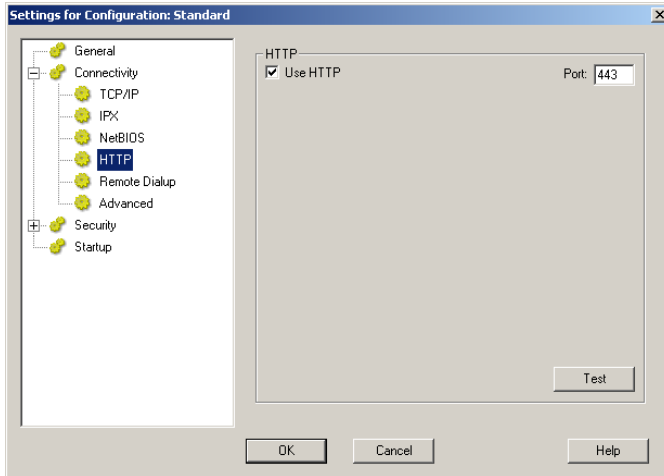 Settings for Configuration: Standard
General
Connectivity
TCP/IP
IPX
NetBIOS
HTTP
Remote Dialup
Advanced
Security
Startup
HTTP
Use HTTP
Port: 443
Test
OK Cancel Help